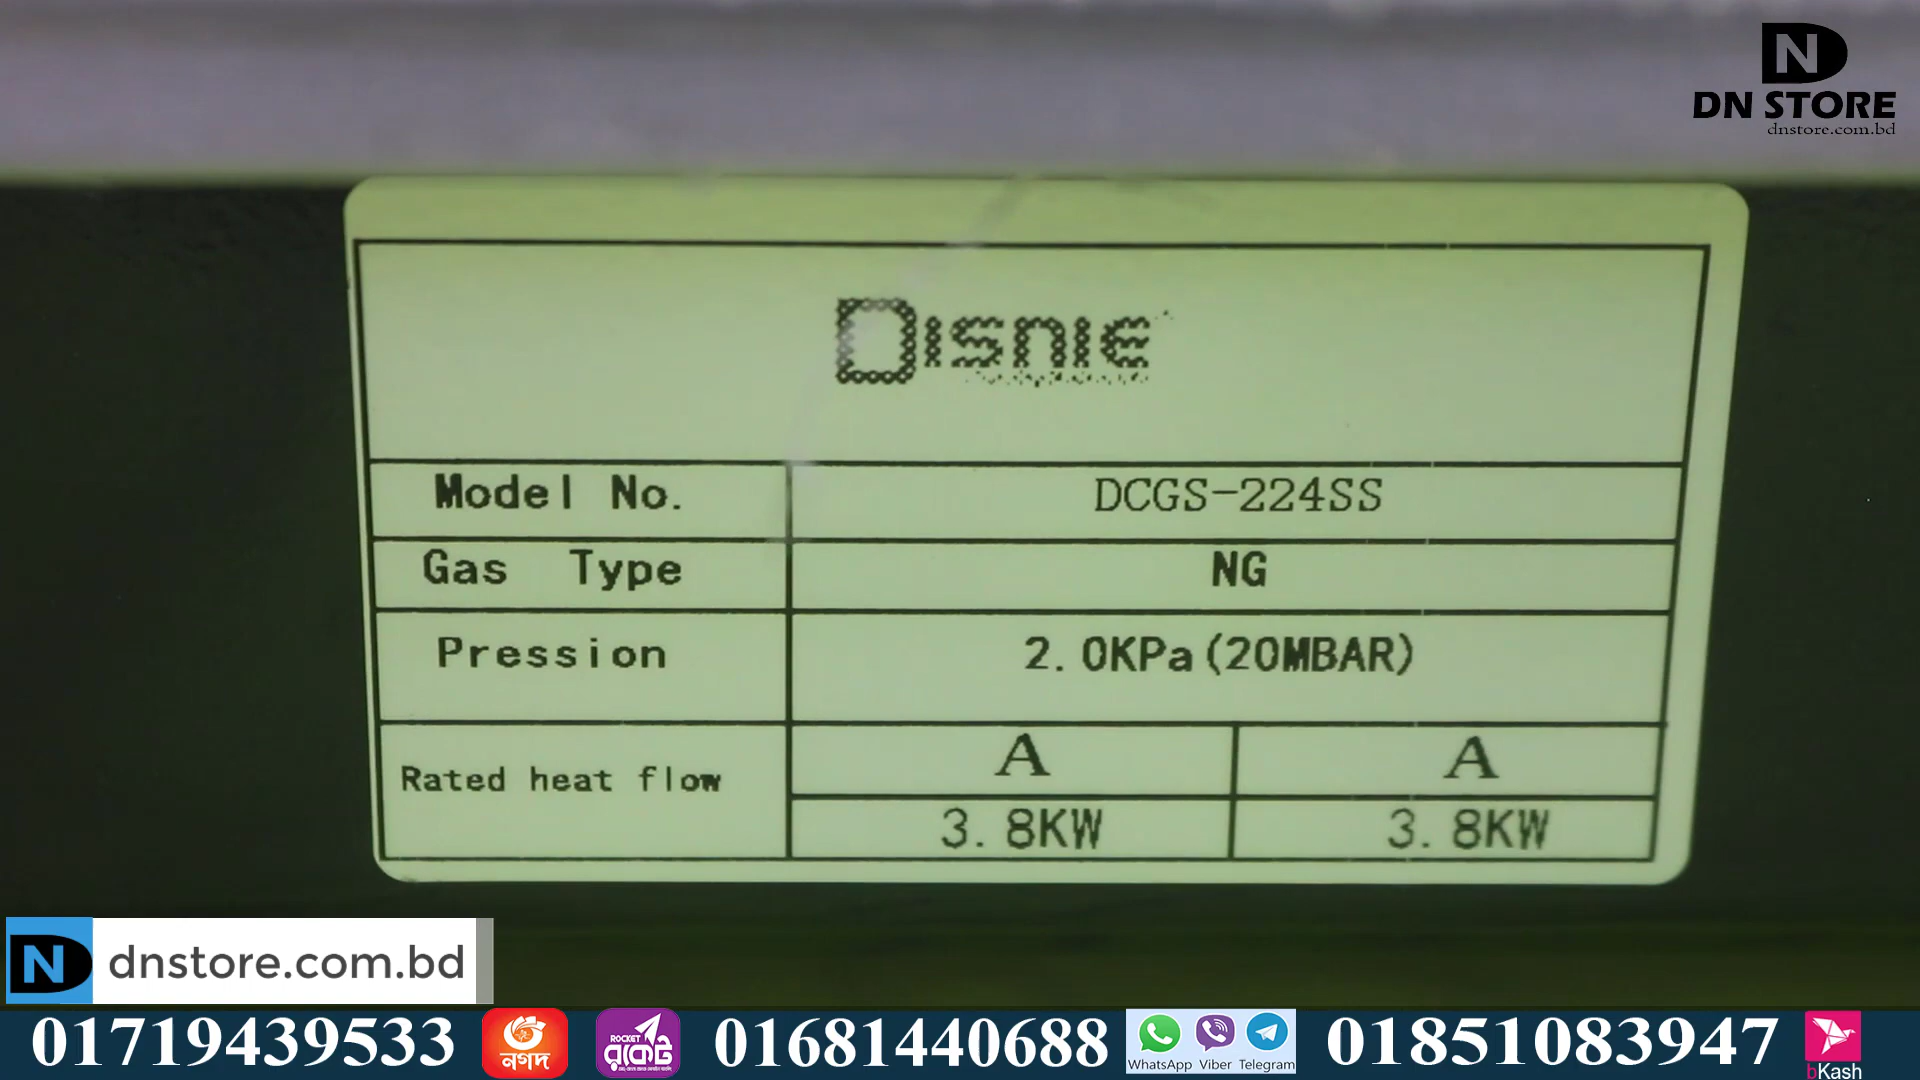 N
DN STORE
dnstore.com.bd
DISNIE
Model No. DCGS-224SS
Gas Type NG
Pression 2.0KPa(20MBAR)
Rated heat flow A A
3.8KW 3.8KW
N dnstore.com.bd
01719439533 নগদ ROCKET রকেট 01681440688 WhatsApp Viber Telegram 01851083947 bKash